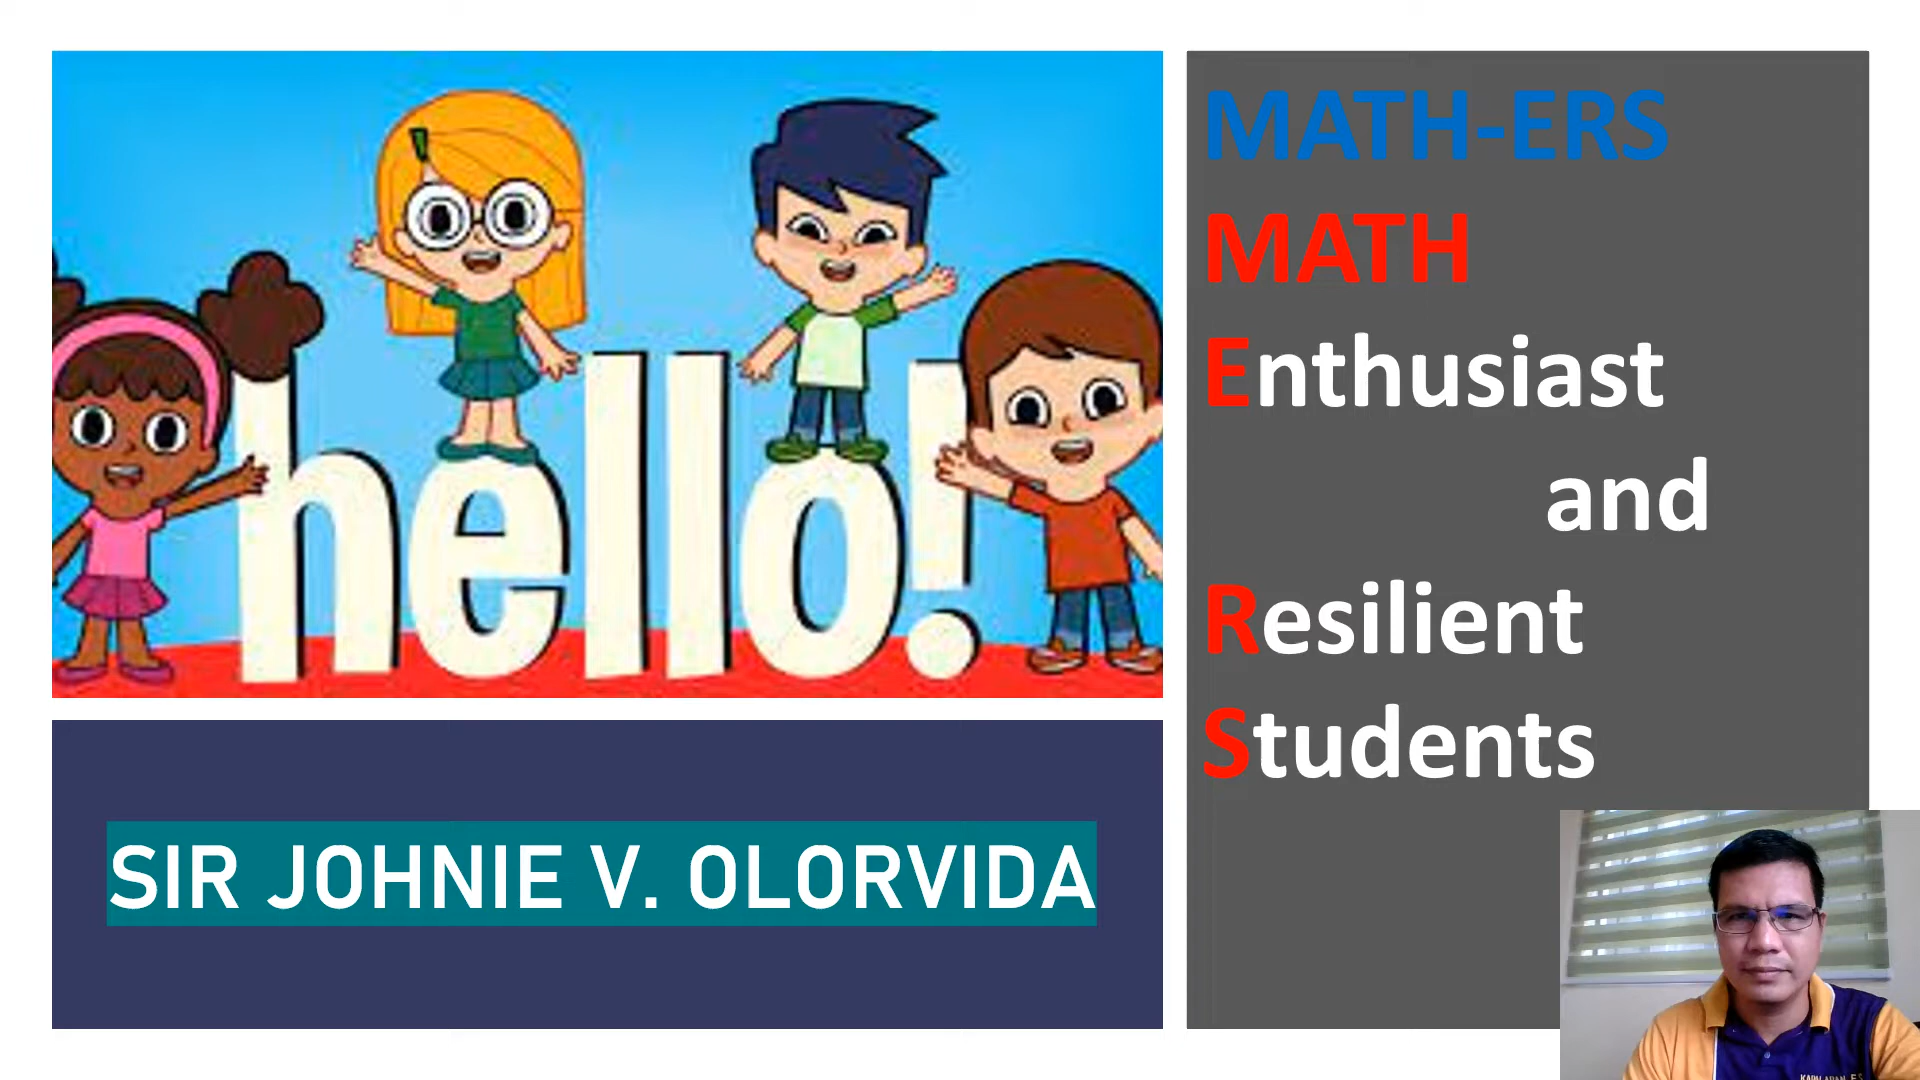 hello!
SIR JOHNIE V. OLORVIDA
MATH-ERS
MATH
Enthusiast
and
Resilient
Students